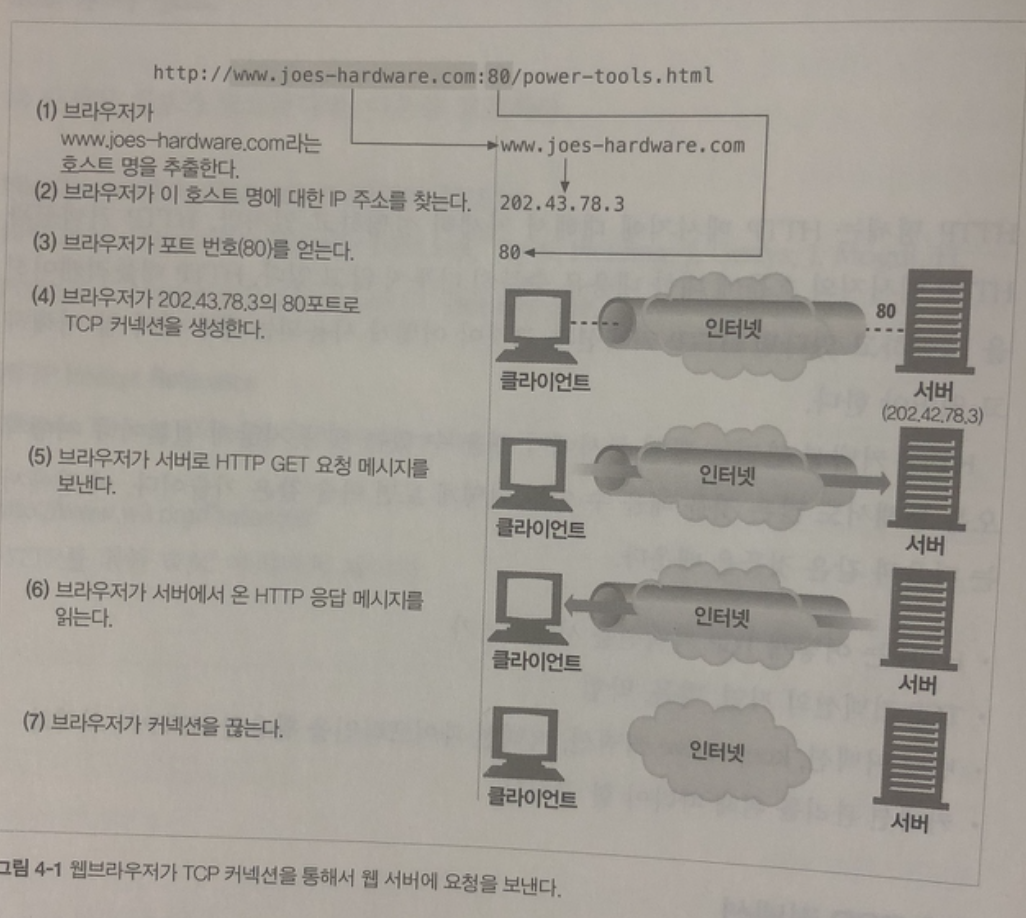 http://www.joes-hardware.com:80/power-tools.html
(1) 브라우저가
www.joes-hardware.com라는
호스트 명을 추출한다.
www.joes-hardware.com
(2) 브라우저가 이 호스트 명에 대한 IP 주소를 찾는다.
202.43.78.3
(3) 브라우저가 포트 번호(80)를 얻는다.
80
(4) 브라우저가 202.43.78.3의 80포트로
TCP 커넥션을 생성한다.
인터넷
80
클라이언트
서버
(202.42.78.3)
(5) 브라우저가 서버로 HTTP GET 요청 메시지를
보낸다.
인터넷
클라이언트
서버
(6) 브라우저가 서버에서 온 HTTP 응답 메시지를
읽는다.
인터넷
클라이언트
서버
(7) 브라우저가 커넥션을 끊는다.
인터넷
클라이언트
서버
그림 4-1 웹브라우저가 TCP 커넥션을 통해서 웹 서버에 요청을 보낸다.